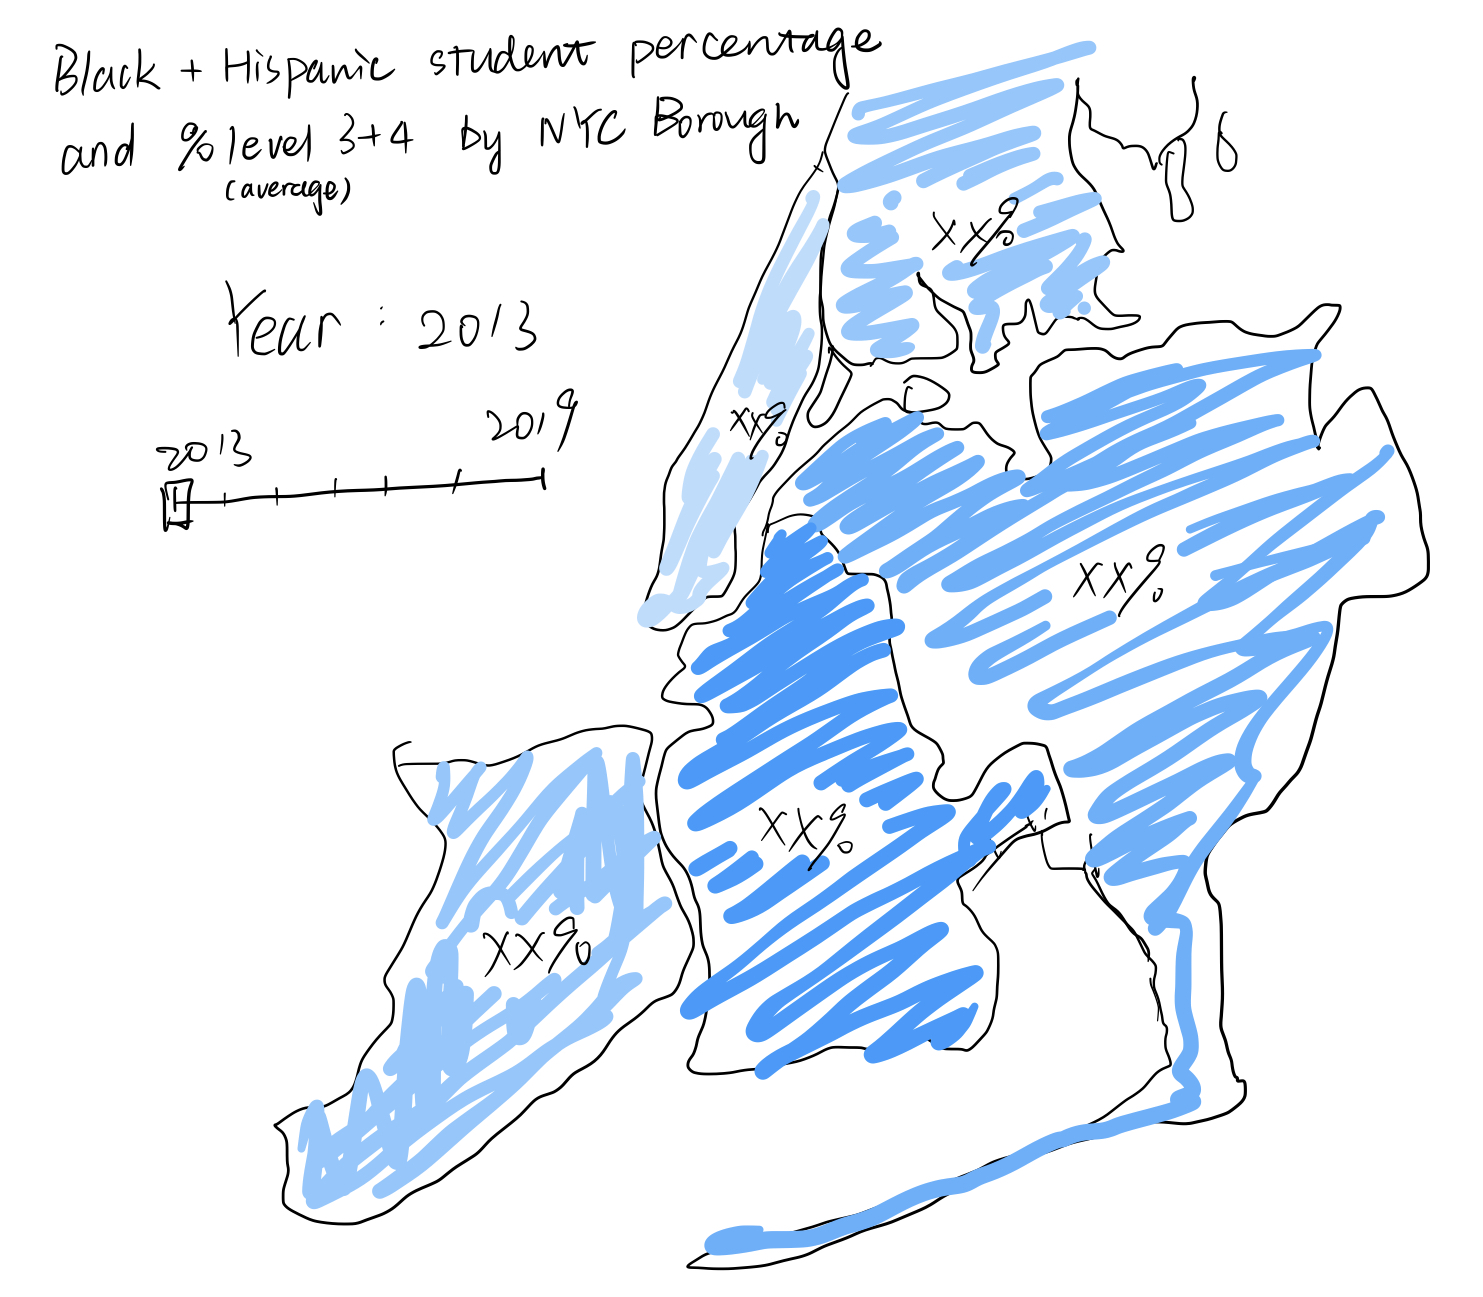 Black + Hispanic student percentage
and % level 3+4 by NYC Borough
(average)
Year : 2013
2013
2019
xx%
xx%
xx%
xx%
xx%